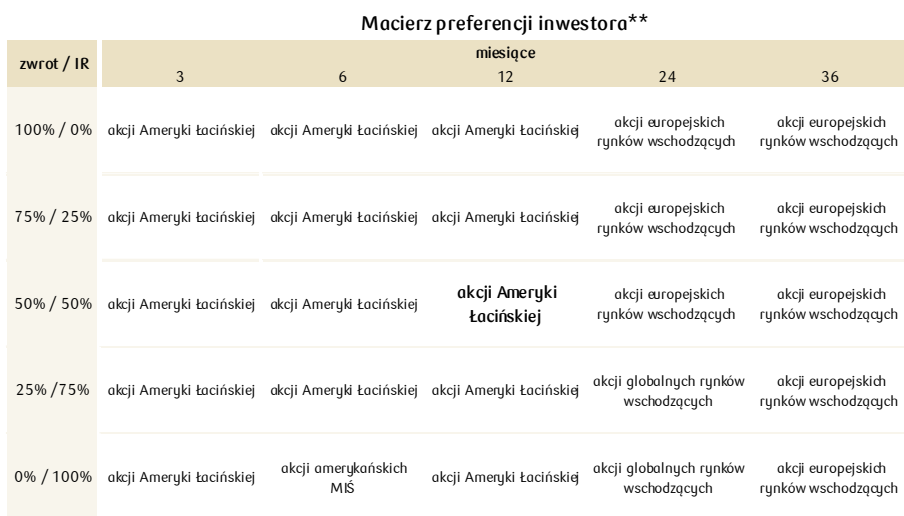 Macierz preferencji inwestora**
zwrot / IR
miesiące
3 6 12 24 36
100% / 0% akcji Ameryki Łacińskiej akcji Ameryki Łacińskiej akcji Ameryki Łacińskiej akcji europejskich rynków wschodzących akcji europejskich rynków wschodzących
75% / 25% akcji Ameryki Łacińskiej akcji Ameryki Łacińskiej akcji Ameryki Łacińskiej akcji europejskich rynków wschodzących akcji europejskich rynków wschodzących
50% / 50% akcji Ameryki Łacińskiej akcji Ameryki Łacińskiej akcji Ameryki Łacińskiej akcji europejskich rynków wschodzących akcji europejskich rynków wschodzących
25% /75% akcji Ameryki Łacińskiej akcji Ameryki Łacińskiej akcji Ameryki Łacińskiej akcji globalnych rynków wschodzących akcji europejskich rynków wschodzących
0% / 100% akcji Ameryki Łacińskiej akcji amerykańskich MIŚ akcji Ameryki Łacińskiej akcji globalnych rynków wschodzących akcji europejskich rynków wschodzących